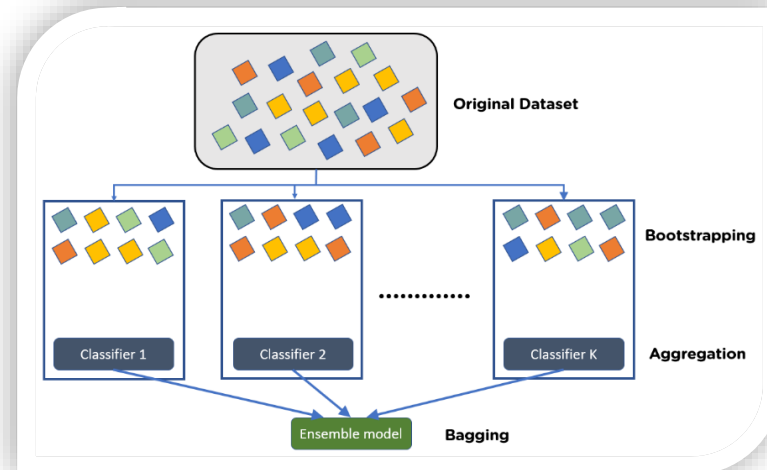 Original Dataset
Bootstrapping
Classifier 1
Classifier 2
Classifier K
Aggregation
Ensemble model
Bagging